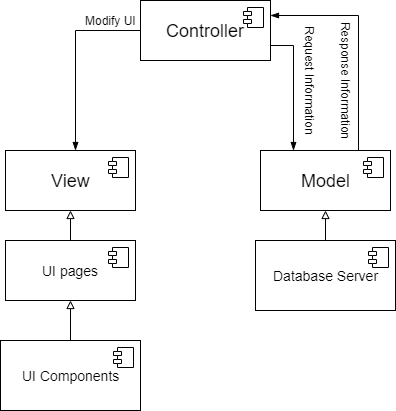 Modify UI
Controller
Request Information
Response Information
View
Model
UI pages
Database Server
UI Components